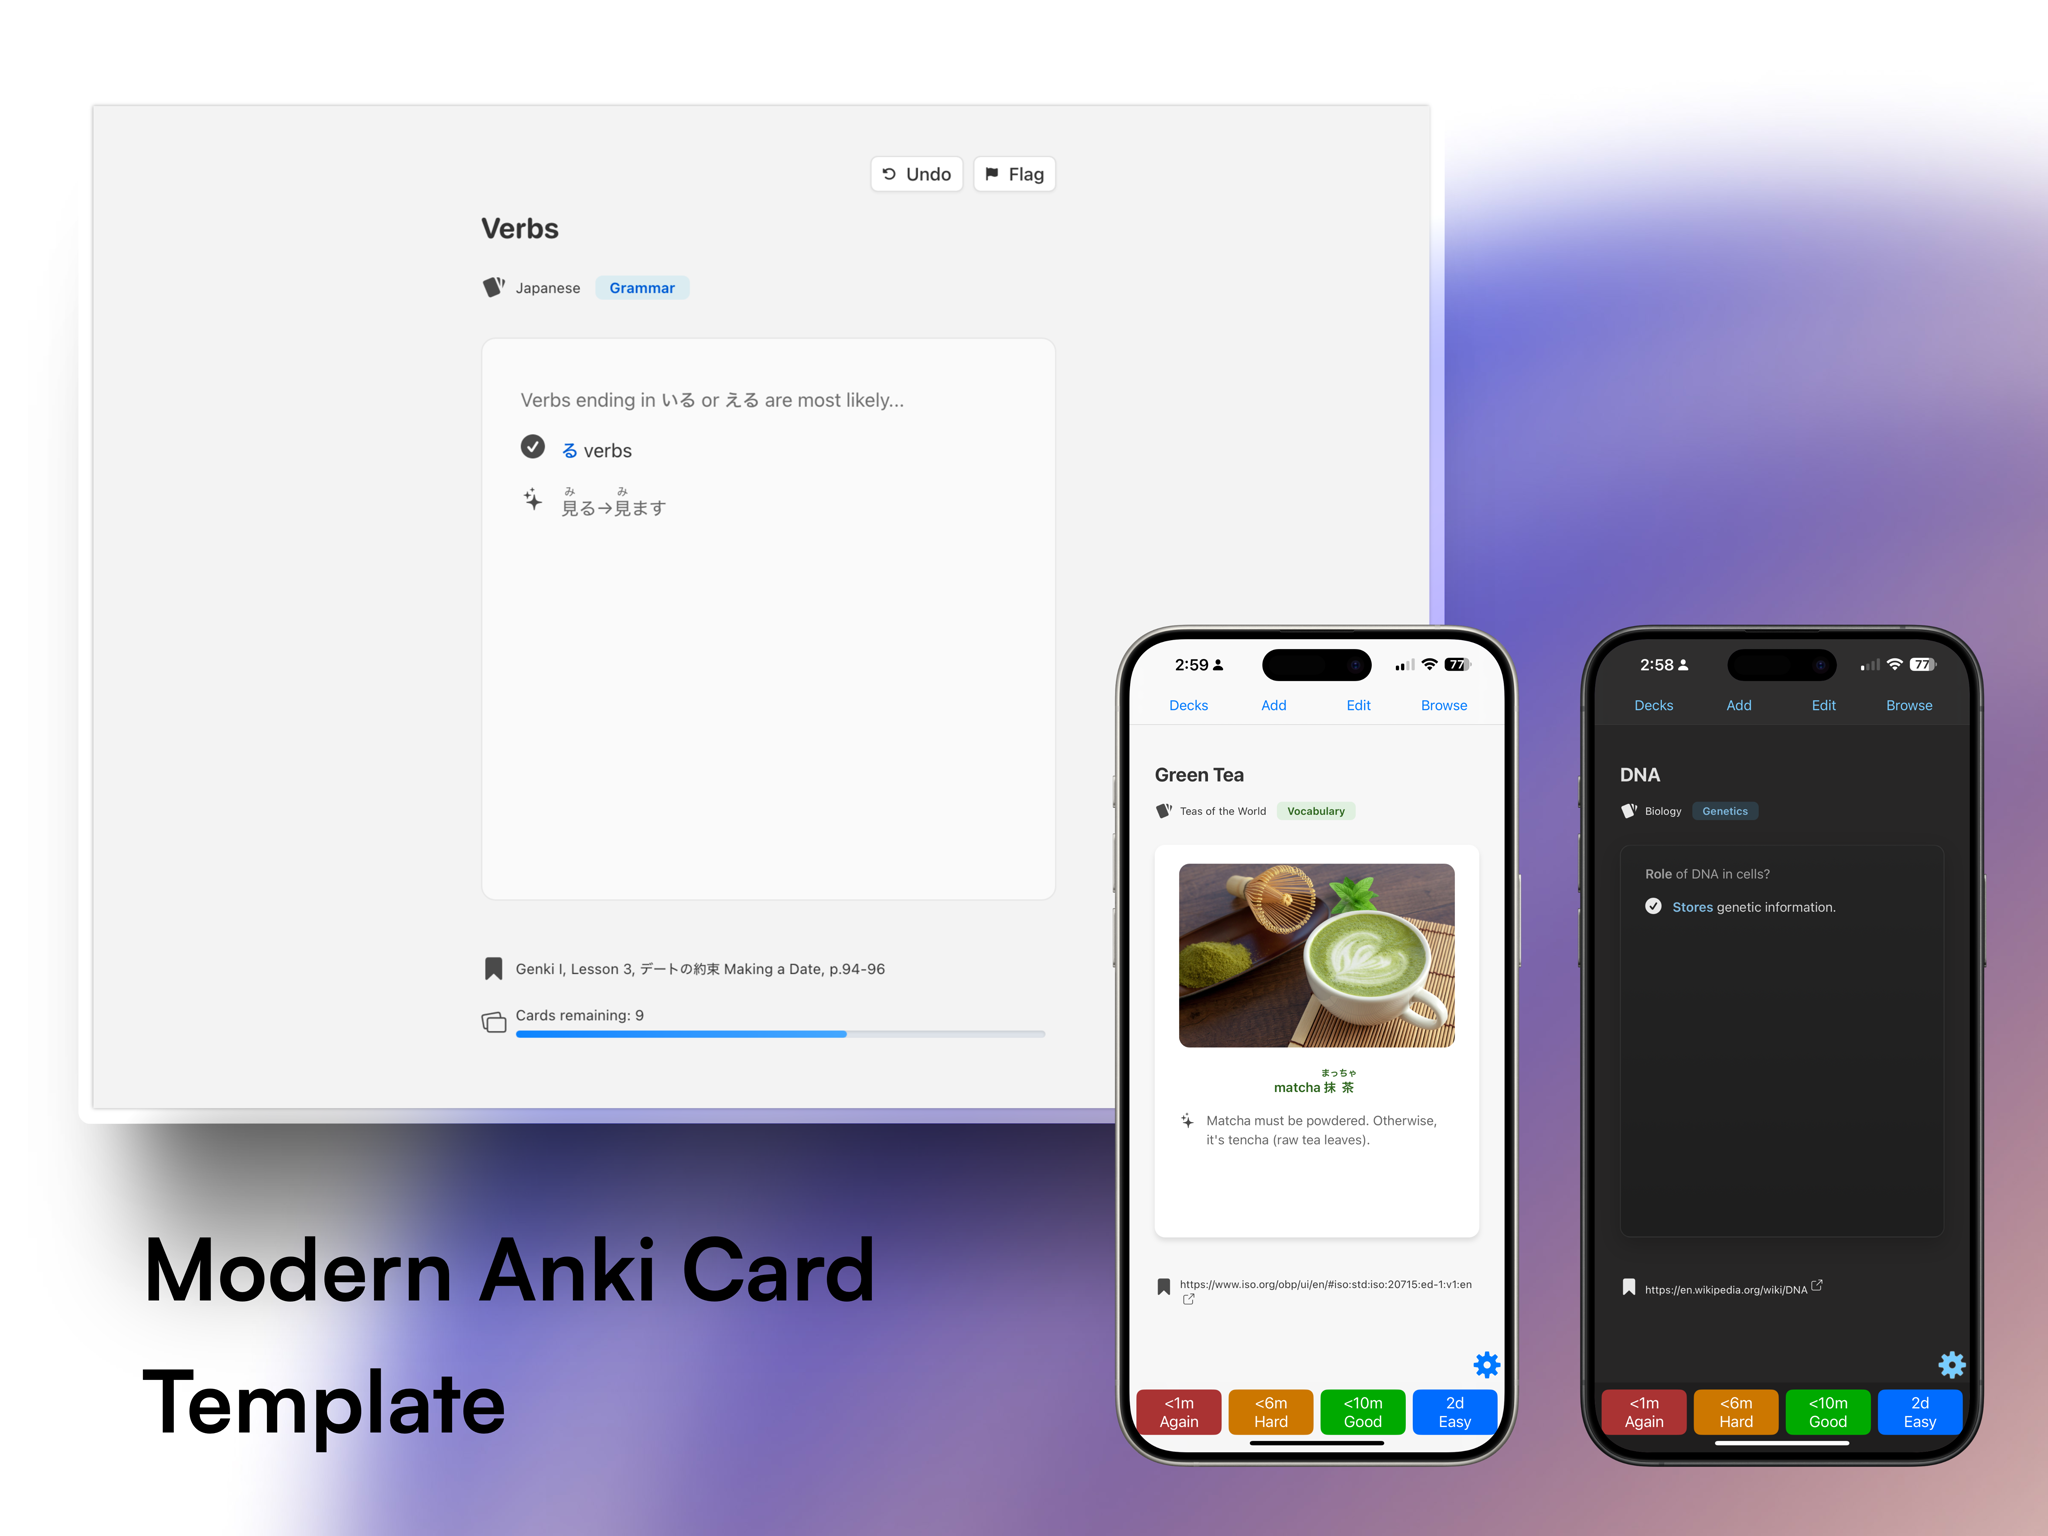 Undo
Flag
Verbs
Japanese
Grammar
Verbs ending in いる or える are most likely...
る verbs
み み
見る→見ます
Genki I, Lesson 3, デートの約束 Making a Date, p.94-96
Cards remaining: 9
Modern Anki Card
Template
2:59
77
Decks
Add
Edit
Browse
Green Tea
Teas of the World
Vocabulary
まっちゃ
matcha 抹茶
Matcha must be powdered. Otherwise,
it's tencha (raw tea leaves).
https://www.iso.org/obp/ui/en/#iso:std:iso:20715:ed-1:v1:en
<1m
Again
<6m
Hard
<10m
Good
2d
Easy
2:58
77
Decks
Add
Edit
Browse
DNA
Biology
Genetics
Role of DNA in cells?
Stores genetic information.
https://en.wikipedia.org/wiki/DNA
<1m
Again
<6m
Hard
<10m
Good
2d
Easy